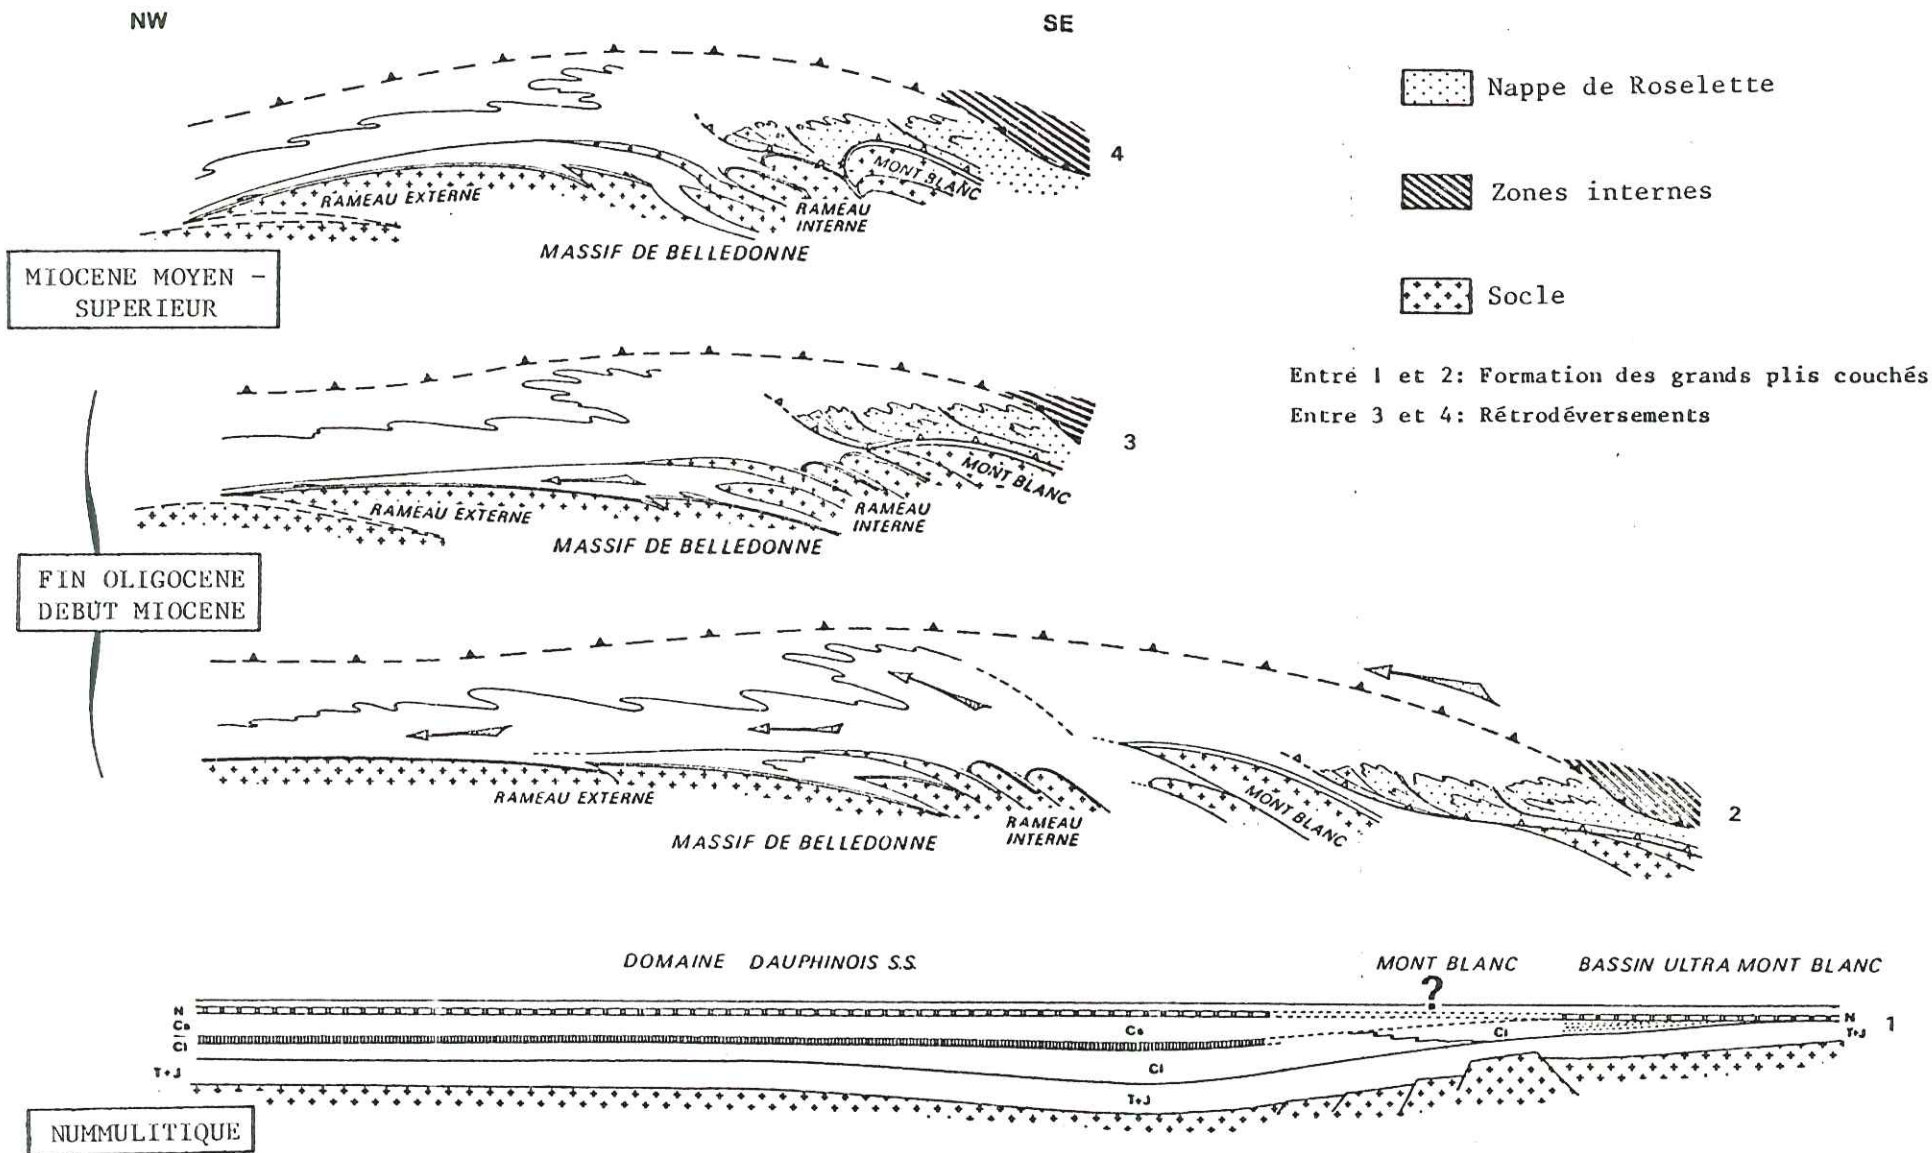 NW
SE
Nappe de Roselette
4
MONT BLANC
Zones internes
RAMEAU EXTERNE
RAMEAU
INTERNE
MASSIF DE BELLEDONNE
MIOCENE MOYEN -
SUPERIEUR
Socle
Entre 1 et 2: Formation des grands plis couchés
Entre 3 et 4: Rétrodéversements
3
MONT BLANC
RAMEAU EXTERNE
RAMEAU
INTERNE
MASSIF DE BELLEDONNE
FIN OLIGOCENE
DEBUT MIOCENE
RAMEAU EXTERNE
MONT BLANC
RAMEAU
INTERNE
2
MASSIF DE BELLEDONNE
DOMAINE DAUPHINOIS S.S.
MONT BLANC
BASSIN ULTRA MONT BLANC
?
N
N
Cs
Cs
Ci
1
T+J
Ci
Ci
T+J
T+J
NUMMULITIQUE